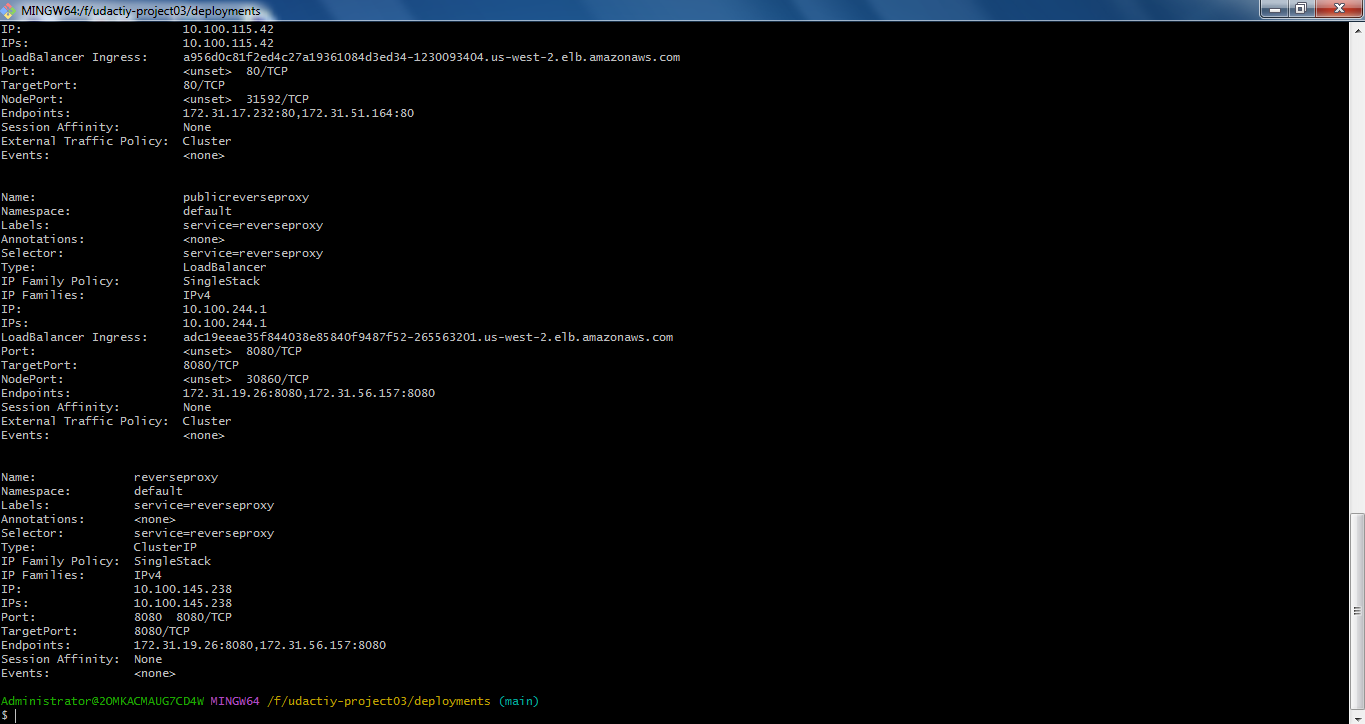 MINGW64:/f/udactiy-project03/deployments
IP:                       10.100.115.42
IPs:                      10.100.115.42
LoadBalancer Ingress:     a956d0c81f2ed4c27a19361084d3ed34-1230093404.us-west-2.elb.amazonaws.com
Port:                     <unset>  80/TCP
TargetPort:               80/TCP
NodePort:                 <unset>  31592/TCP
Endpoints:                172.31.17.232:80,172.31.51.164:80
Session Affinity:         None
External Traffic Policy:  Cluster
Events:                   <none>
Name:                     publicreverseproxy
Namespace:                default
Labels:                   service=reverseproxy
Annotations:              <none>
Selector:                 service=reverseproxy
Type:                     LoadBalancer
IP Family Policy:         SingleStack
IP Families:              IPv4
IP:                       10.100.244.1
IPs:                      10.100.244.1
LoadBalancer Ingress:     adc19eeae35f844038e85840f9487f52-265563201.us-west-2.elb.amazonaws.com
Port:                     <unset>  8080/TCP
TargetPort:               8080/TCP
NodePort:                 <unset>  30860/TCP
Endpoints:                172.31.19.26:8080,172.31.56.157:8080
Session Affinity:         None
External Traffic Policy:  Cluster
Events:                   <none>
Name:              reverseproxy
Namespace:         default
Labels:            service=reverseproxy
Annotations:       <none>
Selector:          service=reverseproxy
Type:              ClusterIP
IP Family Policy:  SingleStack
IP Families:       IPv4
IP:                10.100.145.238
IPs:               10.100.145.238
Port:              8080  8080/TCP
TargetPort:        8080/TCP
Endpoints:         172.31.19.26:8080,172.31.56.157:8080
Session Affinity:  None
Events:            <none>
Administrator@2OMKACMAUG7CD4W MINGW64 /f/udactiy-project03/deployments (main)
$